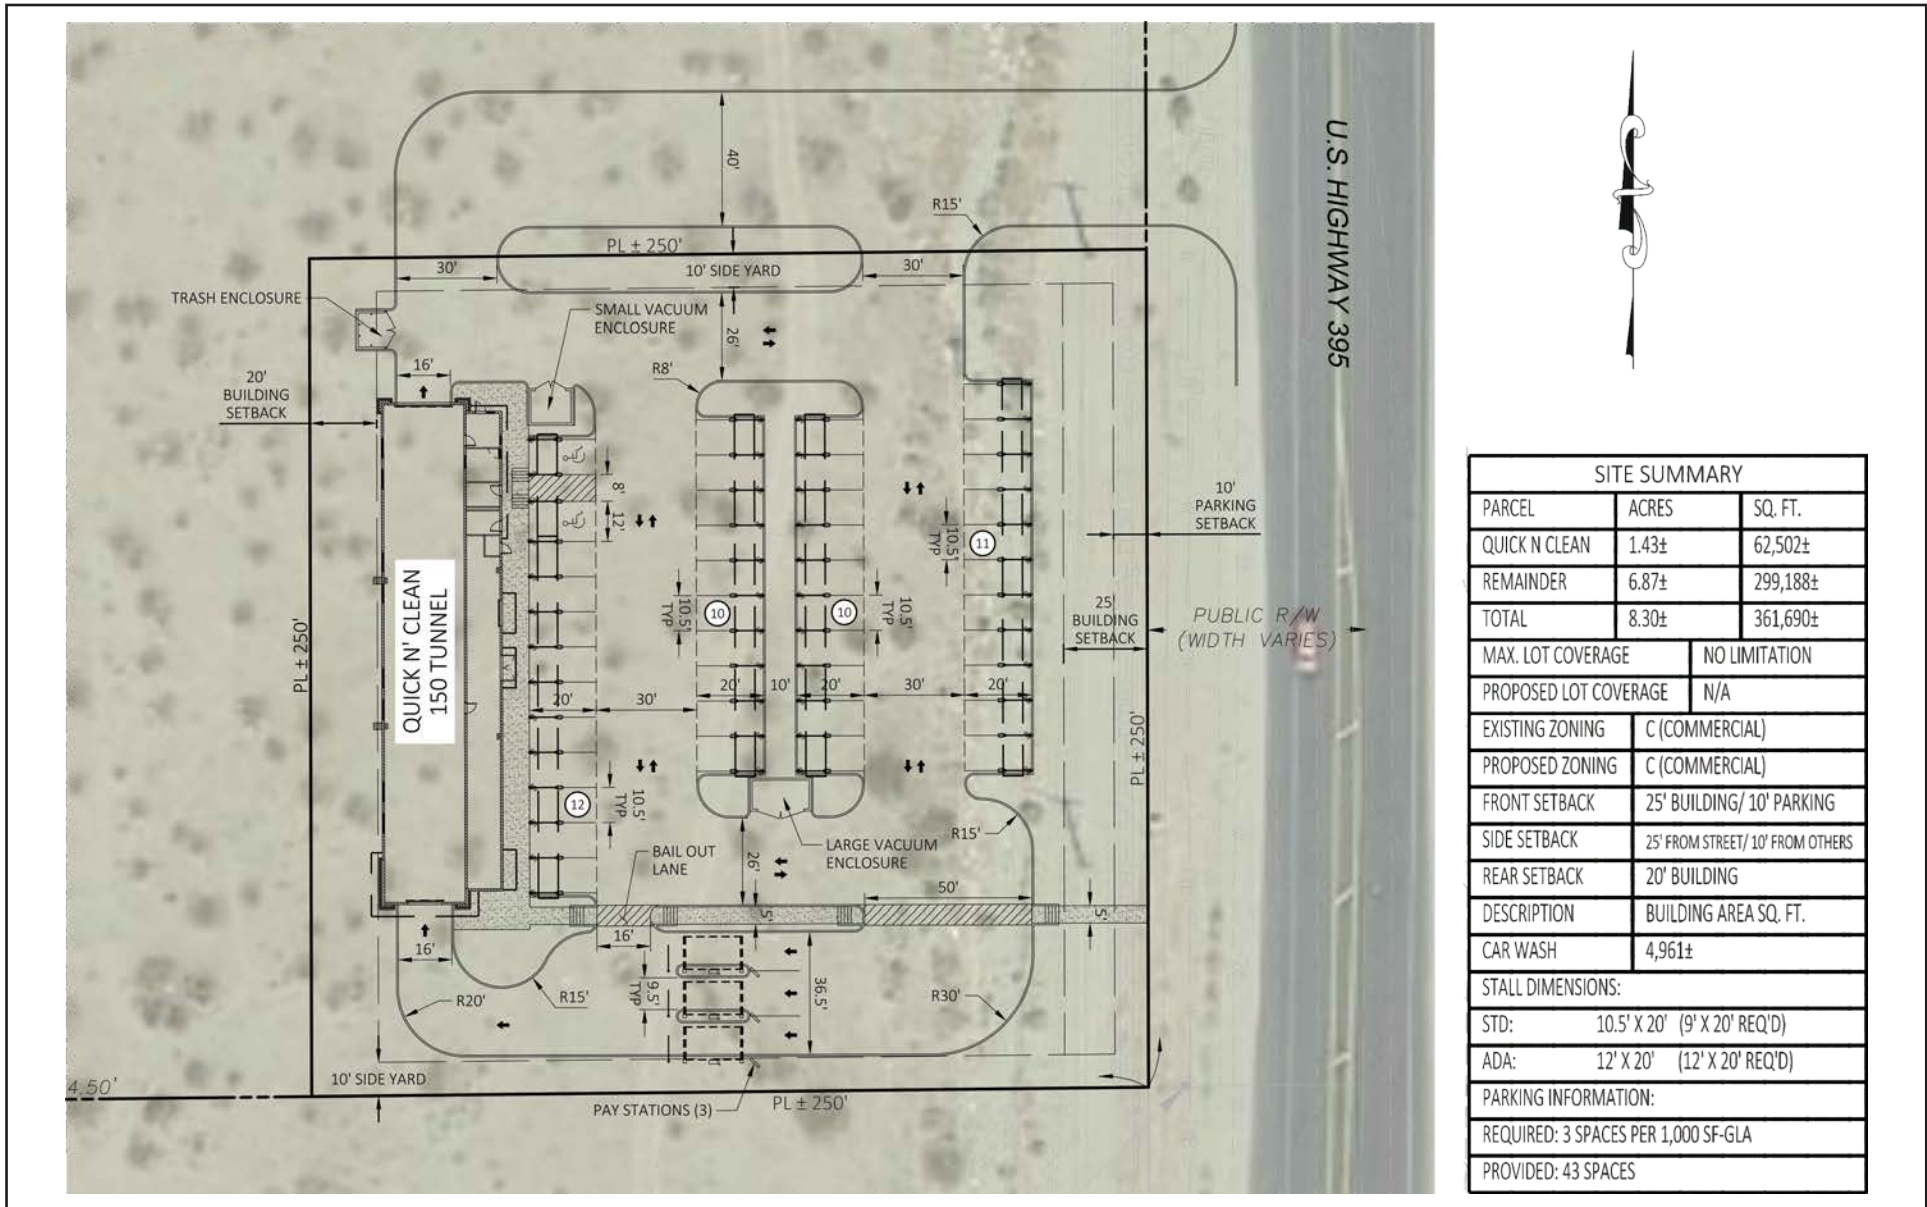 40'
U.S. HIGHWAY 395
R15'
PL ± 250'
30'
10' SIDE YARD
30'
TRASH ENCLOSURE
SMALL VACUUM
ENCLOSURE
26'
16'
R8'
20'
BUILDING
SETBACK
8'
12'
10'
PARKING
SETBACK
10.5'
TYP
11
QUICK N' CLEAN
150 TUNNEL
10.5'
TYP
10
10
10.5'
TYP
25
BUILDING
SETBACK
PUBLIC R/W
(WIDTH VARIES)
PL ± 250'
20'
30'
20'
10'
20'
30'
20'
PL ± 250'
12
10.5'
TYP
BAIL OUT
LANE
26'
LARGE VACUUM
ENCLOSURE
R15'
50'
5'
5'
16'
16'
R20'
R15'
9.5'
TYP
36.5'
R30'
4.50'
10' SIDE YARD
PAY STATIONS (3)
PL ± 250'
SITE SUMMARY
PARCEL ACRES SQ. FT.
QUICK N CLEAN 1.43± 62,502±
REMAINDER 6.87± 299,188±
TOTAL 8.30± 361,690±
MAX. LOT COVERAGE NO LIMITATION
PROPOSED LOT COVERAGE N/A
EXISTING ZONING C (COMMERCIAL)
PROPOSED ZONING C (COMMERCIAL)
FRONT SETBACK 25' BUILDING/ 10' PARKING
SIDE SETBACK 25' FROM STREET/ 10' FROM OTHERS
REAR SETBACK 20' BUILDING
DESCRIPTION BUILDING AREA SQ. FT.
CAR WASH 4,961±
STALL DIMENSIONS:
STD: 10.5' X 20' (9' X 20' REQ'D)
ADA: 12' X 20' (12' X 20' REQ'D)
PARKING INFORMATION:
REQUIRED: 3 SPACES PER 1,000 SF-GLA
PROVIDED: 43 SPACES